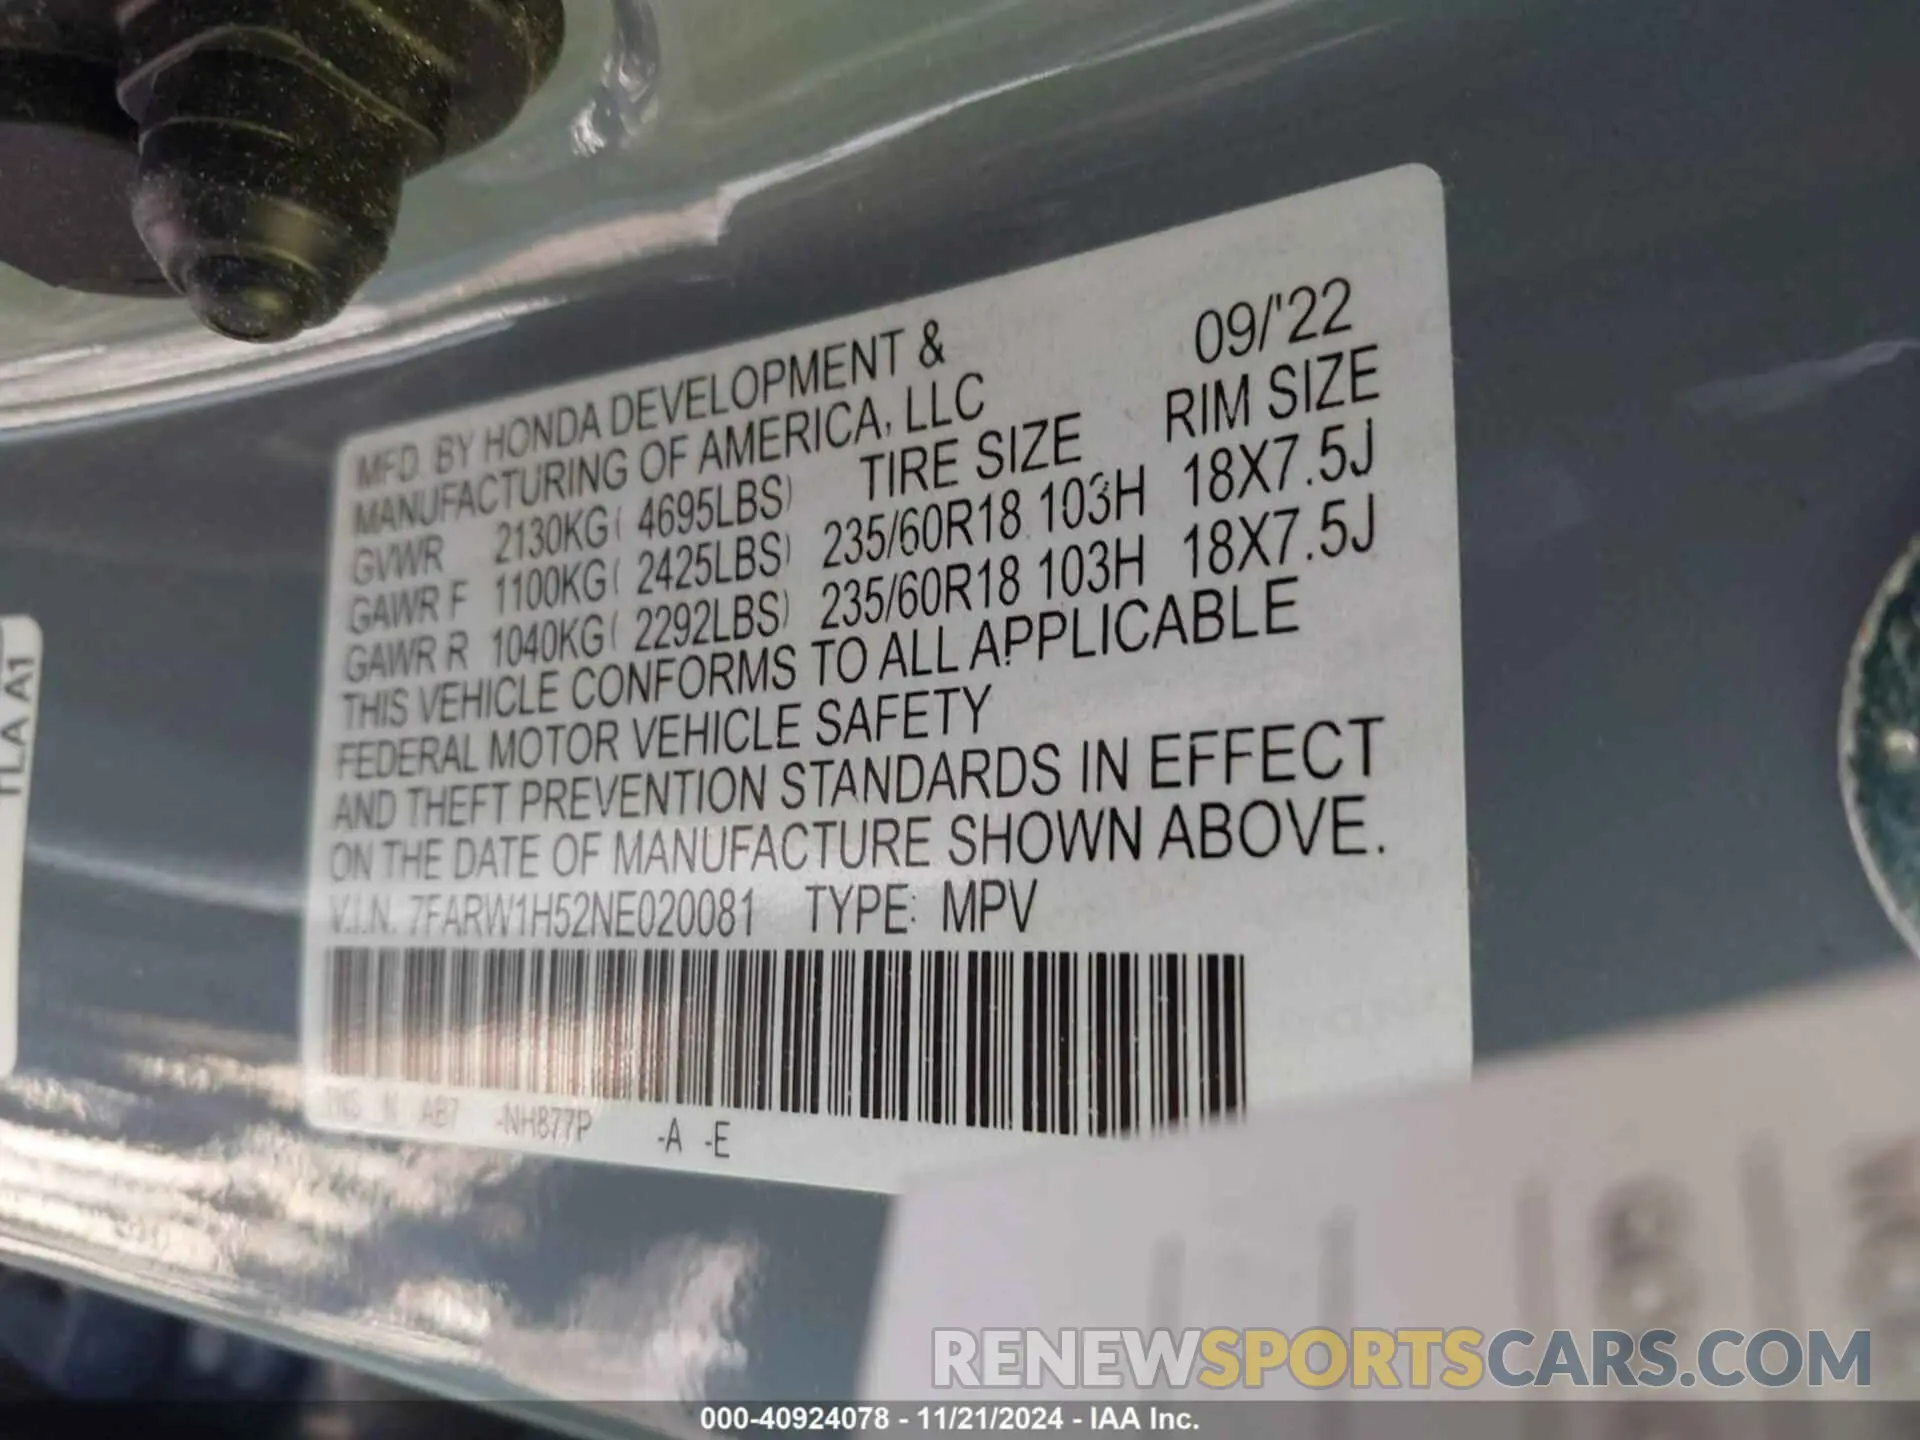 MFD. BY HONDA DEVELOPMENT & 09/'22
MANUFACTURING OF AMERICA, LLC
TIRE SIZE RIM SIZE
GVWR 2130KG( 4695LBS)
GAWR F 1100KG( 2425LBS) 235/60R18 103H 18X7.5J
GAWR R 1040KG( 2292LBS) 235/60R18 103H 18X7.5J
THIS VEHICLE CONFORMS TO ALL APPLICABLE
FEDERAL MOTOR VEHICLE SAFETY
AND THEFT PREVENTION STANDARDS IN EFFECT
ON THE DATE OF MANUFACTURE SHOWN ABOVE.
V.I.N. 7FARW1H52NE020081 TYPE: MPV
-NH877P -A -E
TLA A1
RENEWSPORTSCARS.COM
000-40924078 - 11/21/2024 - IAA Inc.